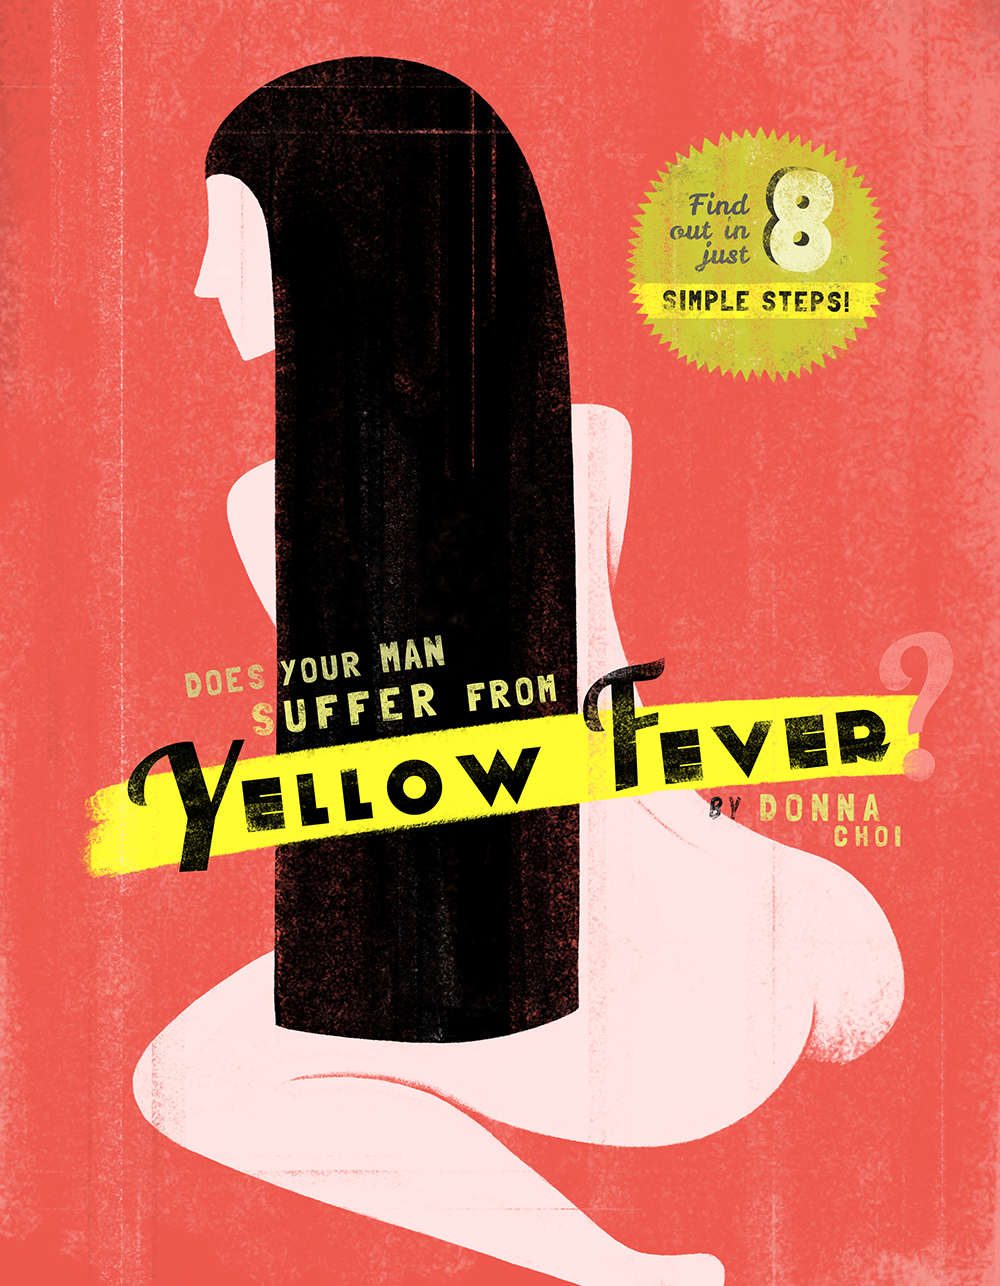 Find
out in
just
8
SIMPLE STEPS!
DOES YOUR MAN
SUFFER FROM
YELLOW FEVER?
BY DONNA
CHOI